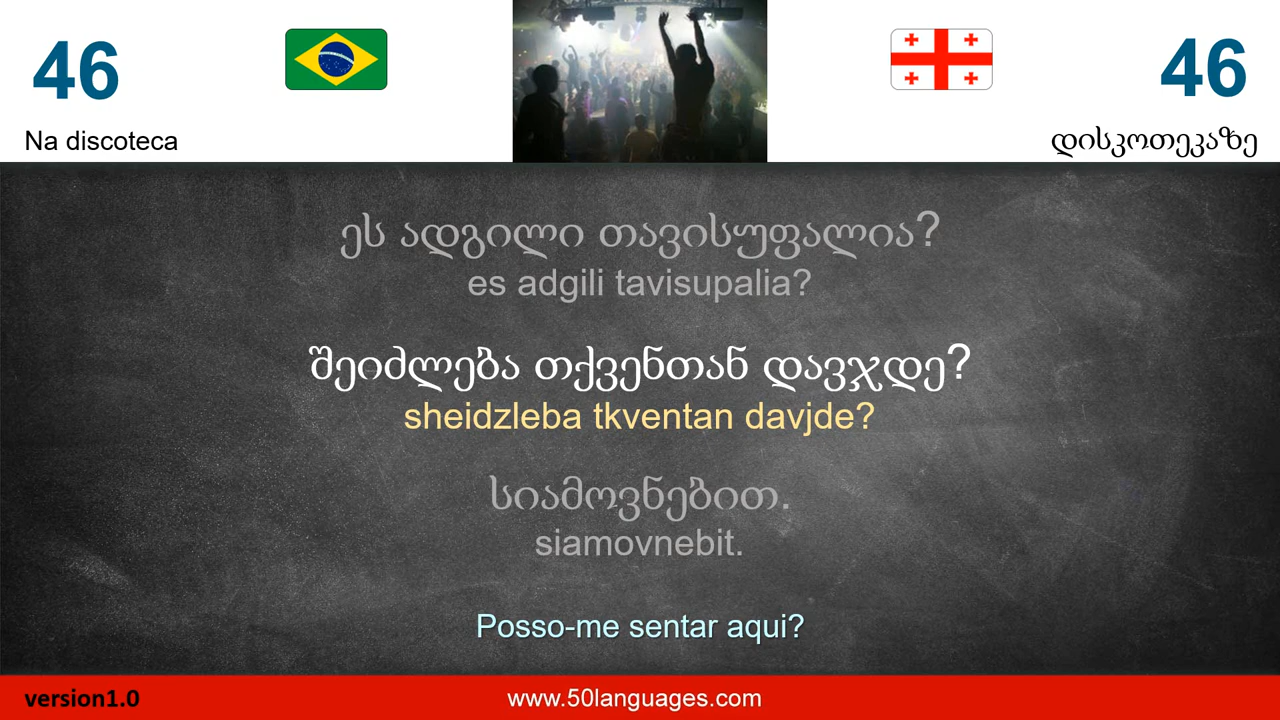 46
46
Na discoteca
დისკოთეკაზე
ეს ადგილი თავისუფალია?
es adgili tavisupalia?
შეიძლება თქვენთან დავჯდე?
sheidzleba tkventan davjde?
სიამოვნებით.
siamovnebit.
Posso-me sentar aqui?
version1.0
www.50languages.com